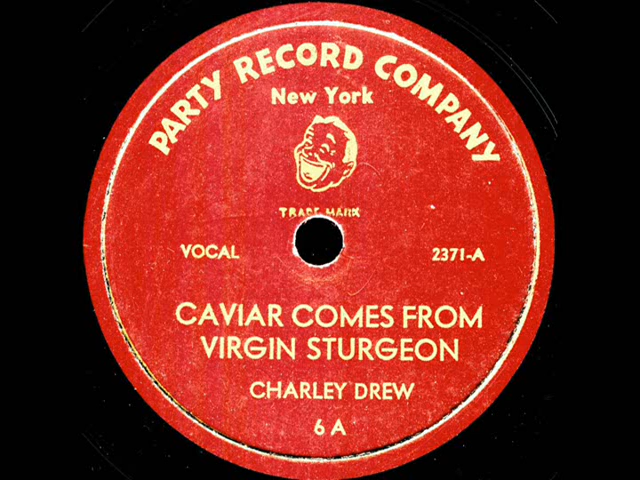 PARTY RECORD COMPANY
New York
TRADE MARK
VOCAL
2371-A
CAVIAR COMES FROM
VIRGIN STURGEON
CHARLEY DREW
6 A